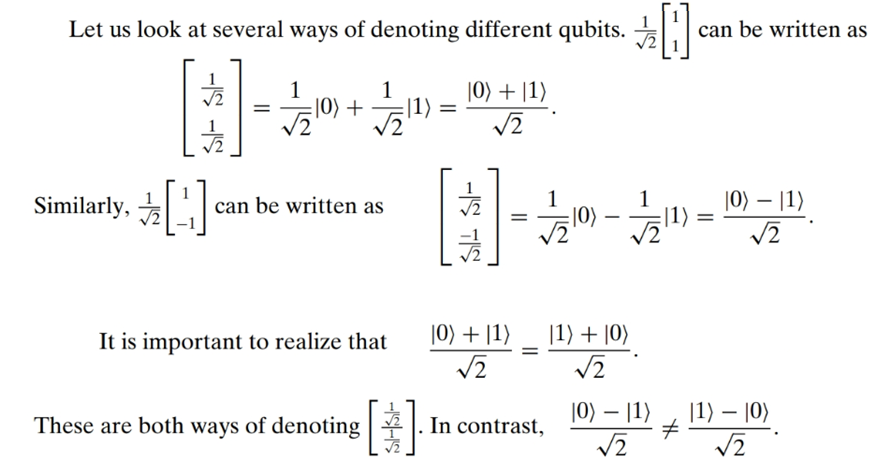 Let us look at several ways of denoting different qubits. $\frac{1}{\sqrt{2}}\begin{bmatrix} 1 \\ 1 \end{bmatrix}$ can be written as
$\begin{bmatrix} \frac{1}{\sqrt{2}} \\ \frac{1}{\sqrt{2}} \end{bmatrix} = \frac{1}{\sqrt{2}}|0\rangle + \frac{1}{\sqrt{2}}|1\rangle = \frac{|0\rangle + |1\rangle}{\sqrt{2}}.$
Similarly, $\frac{1}{\sqrt{2}}\begin{bmatrix} 1 \\ -1 \end{bmatrix}$ can be written as $\begin{bmatrix} \frac{1}{\sqrt{2}} \\ \frac{-1}{\sqrt{2}} \end{bmatrix} = \frac{1}{\sqrt{2}}|0\rangle - \frac{1}{\sqrt{2}}|1\rangle = \frac{|0\rangle - |1\rangle}{\sqrt{2}}.$
It is important to realize that $\frac{|0\rangle + |1\rangle}{\sqrt{2}} = \frac{|1\rangle + |0\rangle}{\sqrt{2}}.$
These are both ways of denoting $\begin{bmatrix} \frac{1}{\sqrt{2}} \\ \frac{1}{\sqrt{2}} \end{bmatrix}$. In contrast, $\frac{|0\rangle - |1\rangle}{\sqrt{2}} \neq \frac{|1\rangle - |0\rangle}{\sqrt{2}}.$